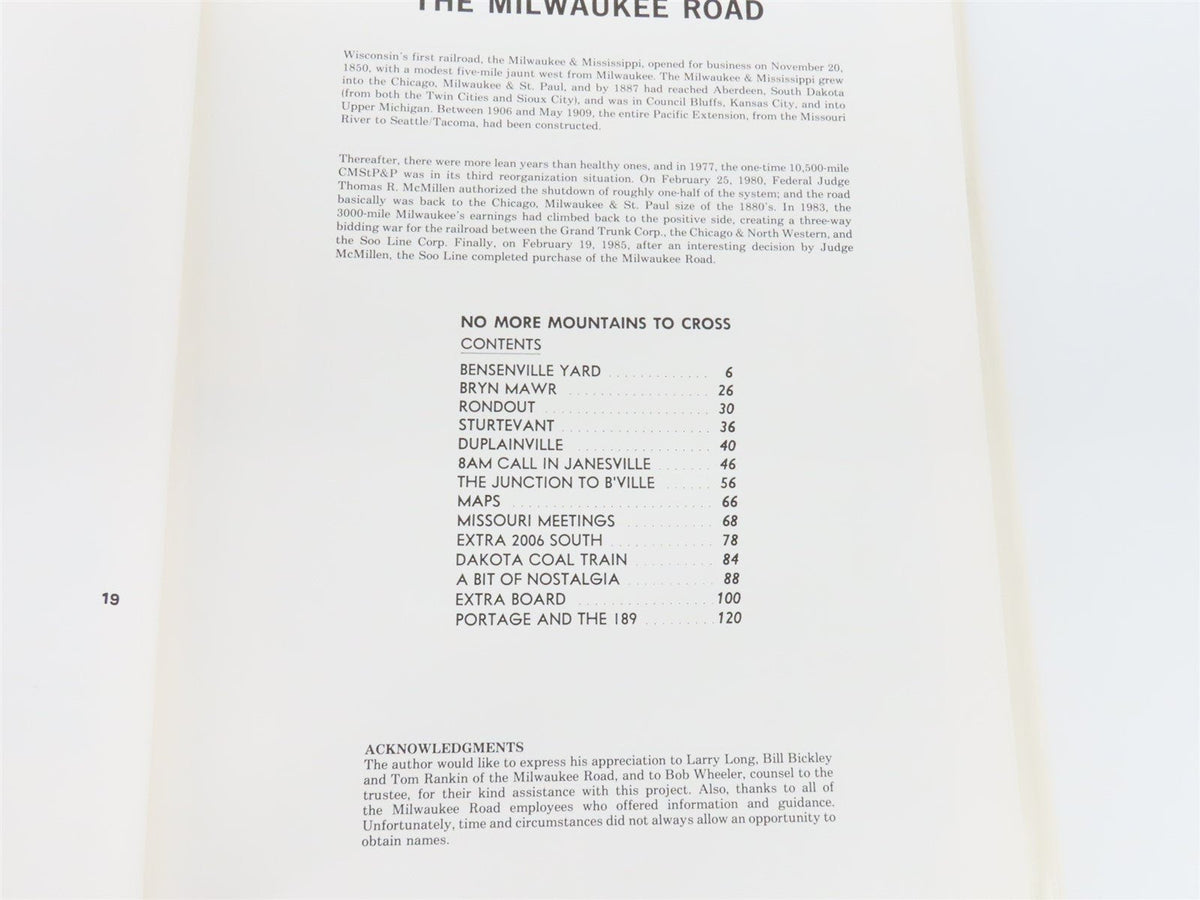 THE MILWAUKEE ROAD
Wisconsin's first railroad, the Milwaukee & Mississippi, opened for business on November 20,
1850, with a modest five-mile jaunt west from Milwaukee. The Milwaukee & Mississippi grew
into the Chicago, Milwaukee & St. Paul, and by 1887 had reached Aberdeen, South Dakota
(from both the Twin Cities and Sioux City), and was in Council Bluffs, Kansas City, and into
Upper Michigan. Between 1906 and May 1909, the entire Pacific Extension, from the Missouri
River to Seattle/Tacoma, had been constructed.
Thereafter, there were more lean years than healthy ones, and in 1977, the one-time 10,500-mile
CMStP&P was in its third reorganization situation. On February 25, 1980, Federal Judge
Thomas R. McMillen authorized the shutdown of roughly one-half of the system; and the road
basically was back to the Chicago, Milwaukee & St. Paul size of the 1880's. In 1983, the
3000-mile Milwaukee's earnings had climbed back to the positive side, creating a three-way
bidding war for the railroad between the Grand Trunk Corp., the Chicago & North Western, and
the Soo Line Corp. Finally, on February 19, 1985, after an interesting decision by Judge
McMillen, the Soo Line completed purchase of the Milwaukee Road.
NO MORE MOUNTAINS TO CROSS
CONTENTS
BENSENVILLE YARD . . . . . . . . . . . . . 6
BRYN MAWR . . . . . . . . . . . . . . . . . . 26
RONDOUT . . . . . . . . . . . . . . . . . . . . . 30
STURTEVANT . . . . . . . . . . . . . . . . . . . 36
DUPLAINVILLE . . . . . . . . . . . . . . . . . 40
8AM CALL IN JANESVILLE . . . . . . . 46
THE JUNCTION TO B'VILLE . . . . . . 56
MAPS . . . . . . . . . . . . . . . . . . . . . . . . . 66
MISSOURI MEETINGS . . . . . . . . . . . 68
EXTRA 2006 SOUTH . . . . . . . . . . . . . 78
DAKOTA COAL TRAIN . . . . . . . . . . 84
A BIT OF NOSTALGIA . . . . . . . . . . . 88
EXTRA BOARD . . . . . . . . . . . . . . . . . 100
PORTAGE AND THE 189 . . . . . . . . . 120
19
ACKNOWLEDGMENTS
The author would like to express his appreciation to Larry Long, Bill Bickley
and Tom Rankin of the Milwaukee Road, and to Bob Wheeler, counsel to the
trustee, for their kind assistance with this project. Also, thanks to all of
the Milwaukee Road employees who offered information and guidance.
Unfortunately, time and circumstances did not always allow an opportunity to
obtain names.